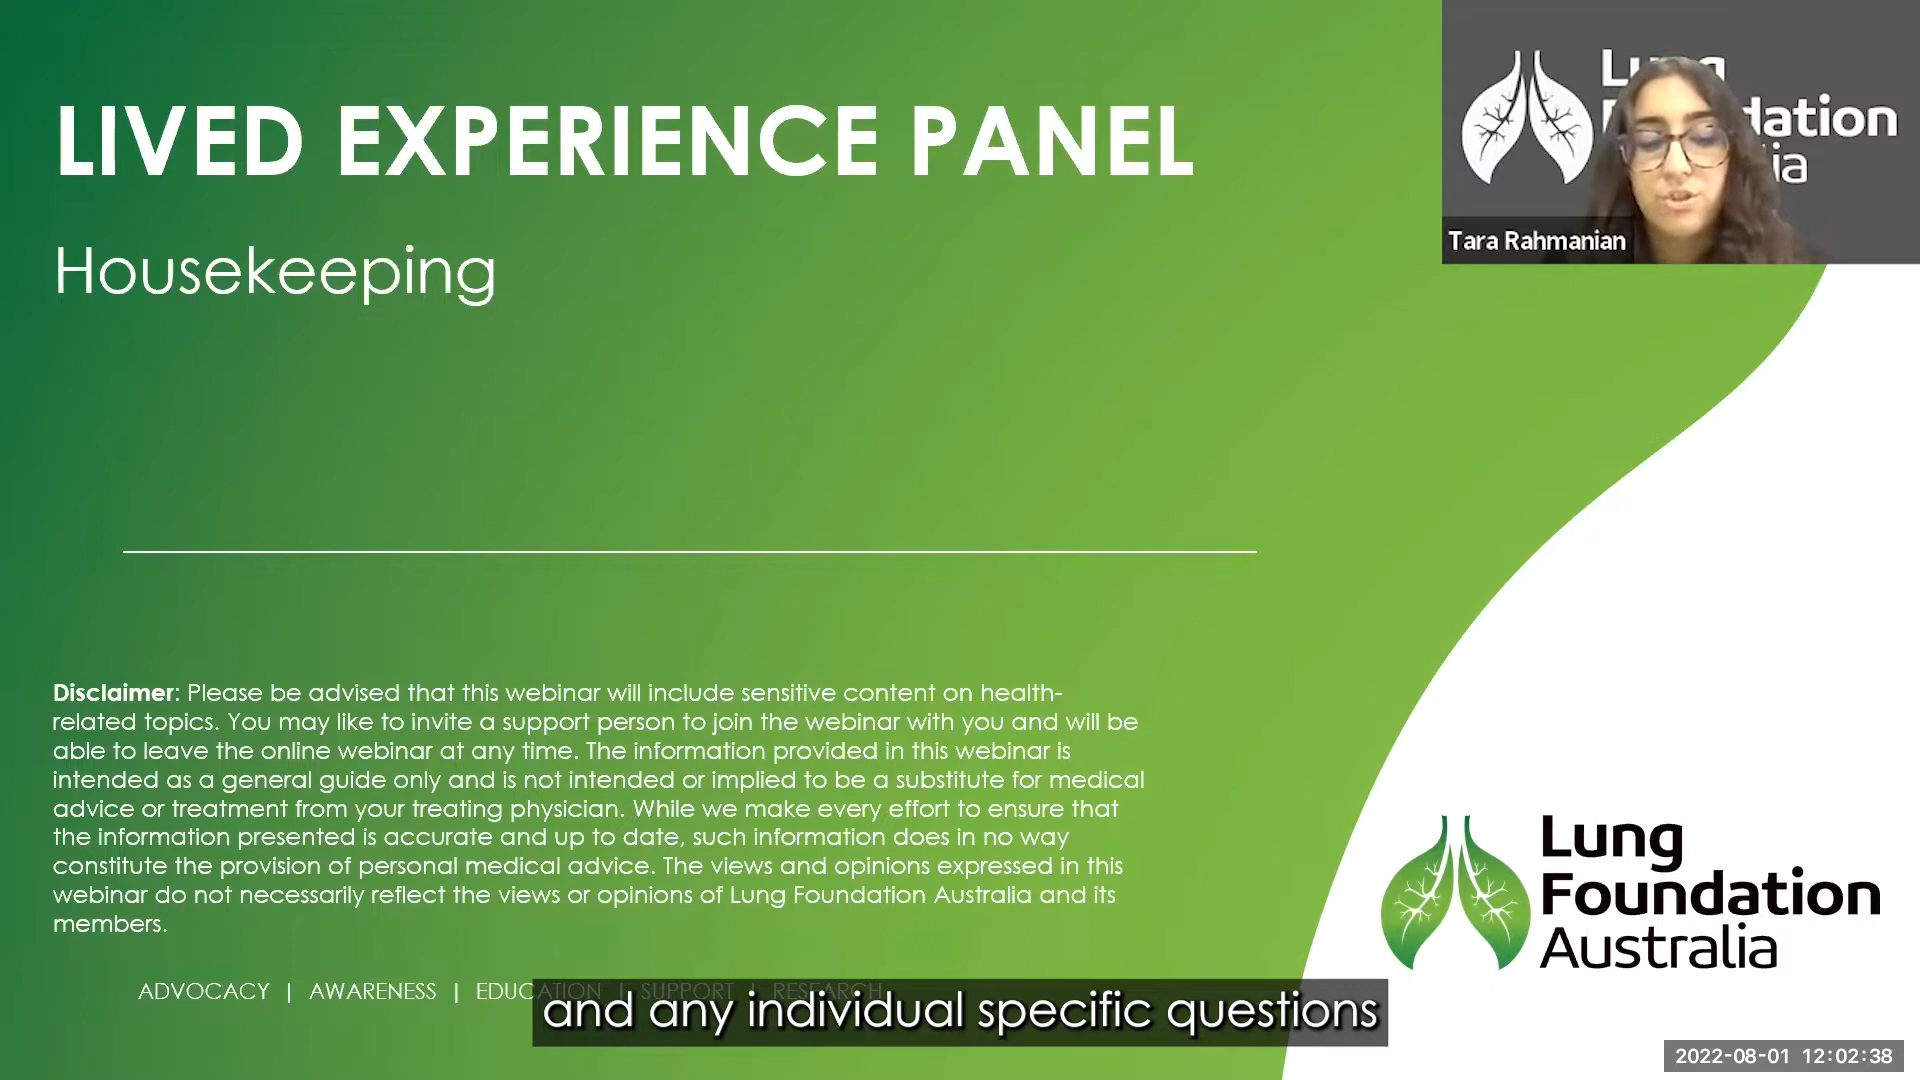 LIVED EXPERIENCE PANEL
Housekeeping
Lung
Foundation
Australia
Tara Rahmanian
Disclaimer: Please be advised that this webinar will include sensitive content on health-
related topics. You may like to invite a support person to join the webinar with you and will be
able to leave the online webinar at any time. The information provided in this webinar is
intended as a general guide only and is not intended or implied to be a substitute for medical
advice or treatment from your treating physician. While we make every effort to ensure that
the information presented is accurate and up to date, such information does in no way
constitute the provision of personal medical advice. The views and opinions expressed in this
webinar do not necessarily reflect the views or opinions of Lung Foundation Australia and its
members.
Lung
Foundation
Australia
ADVOCACY | AWARENESS | EDUCATION | SUPPORT | RESEARCH
and any individual specific questions
2022-08-01 12:02:38